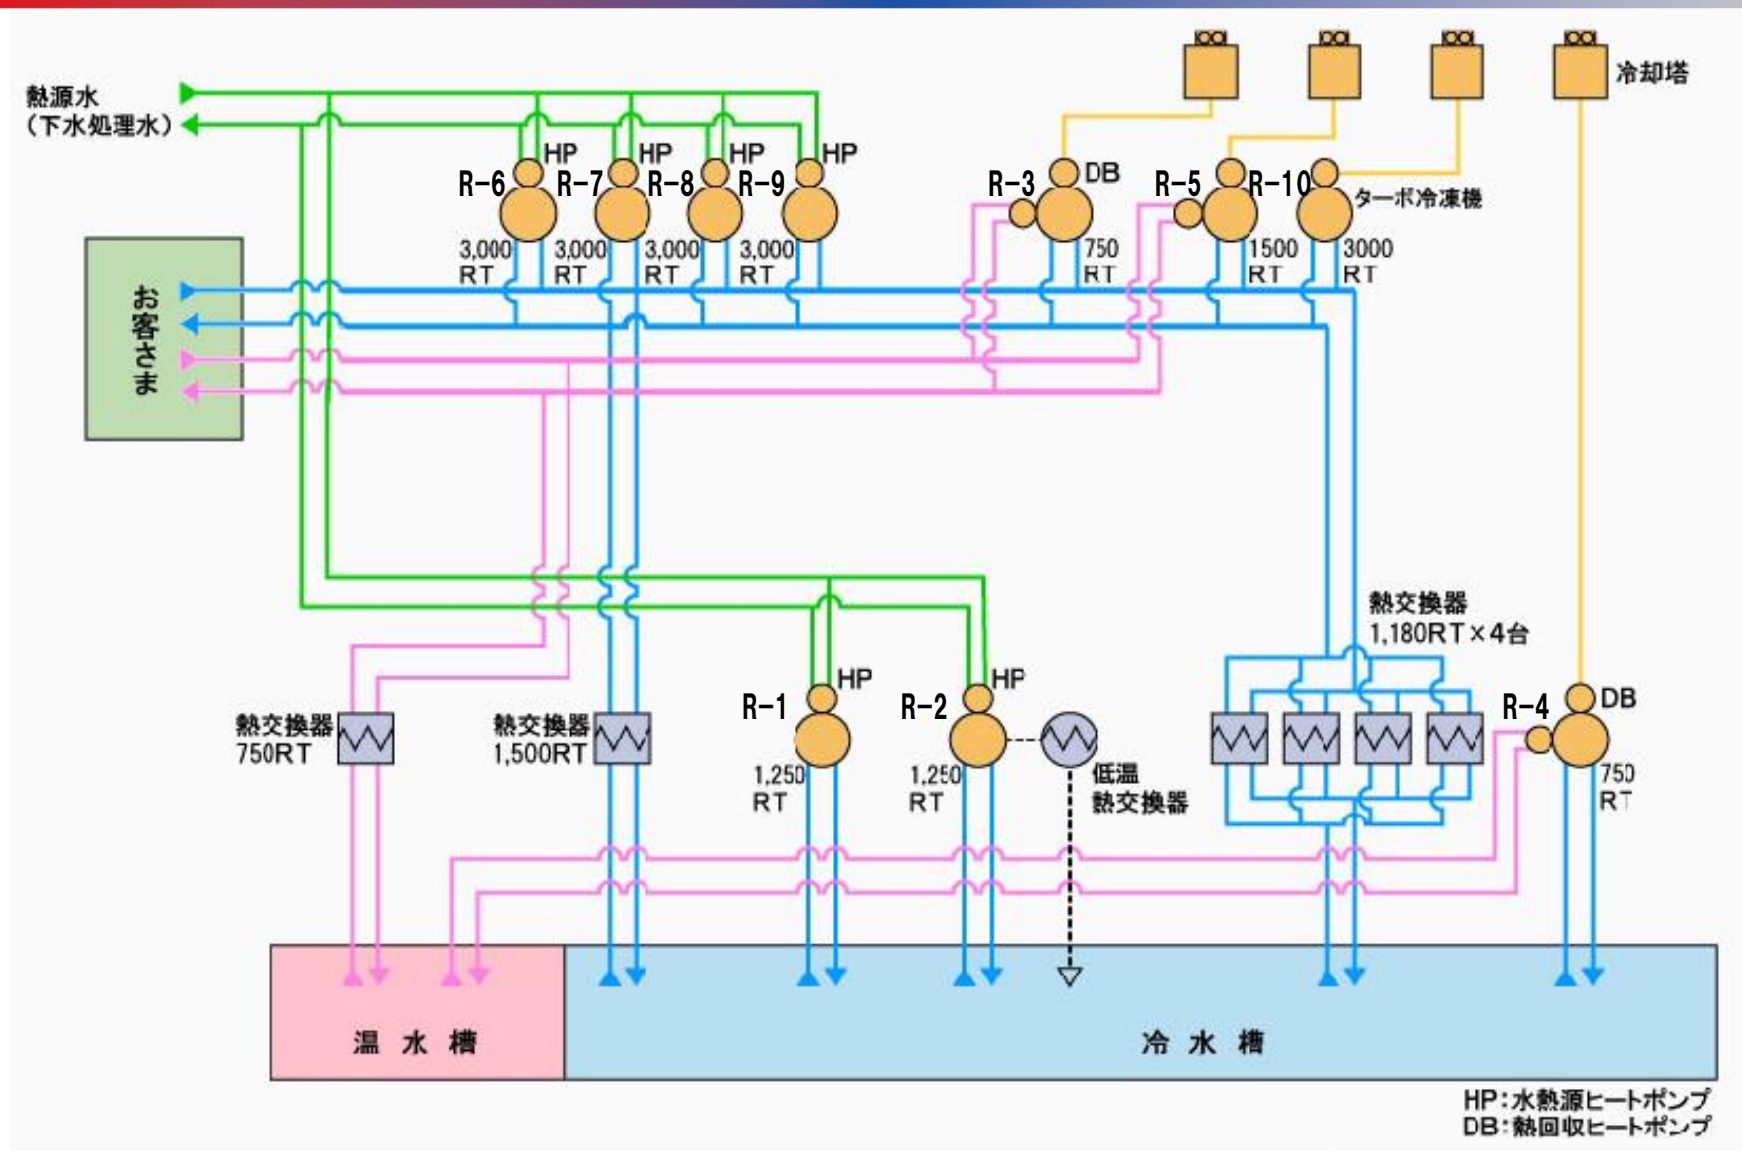 冷却塔
熱源水
(下水処理水)
HP
HP
HP
HP
R-6
R-7
R-8
R-9
R-3
DB
R-5
R-10
ターボ冷凍機
3,000
RT
3,000
RT
3,000
RT
3,000
RT
750
RT
1500
RT
3000
RT
お客さま
熱交換器
1,180RT×4台
HP
R-1
HP
R-2
R-4
DB
熱交換器
750RT
熱交換器
1,500RT
1,250
RT
1,250
RT
低温
熱交換器
750
RT
温水槽
冷水槽
HP:水熱源ヒートポンプ
DB:熱回収ヒートポンプ